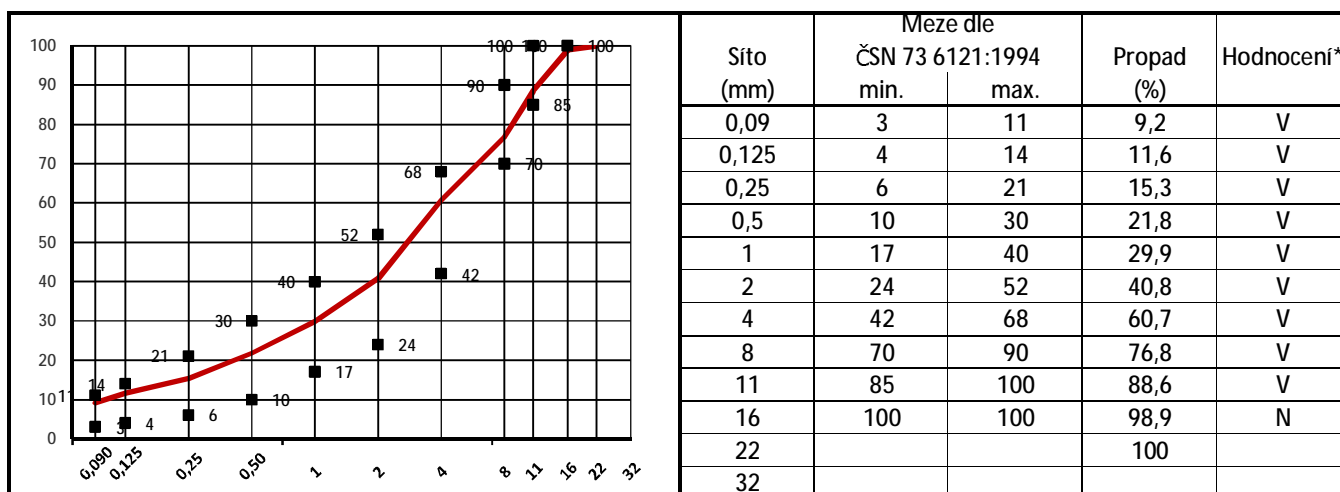 100
90
80
70
60
50
40
30
20
10
0
11 14 21 30 40 52 68 90 100 100 100
3 4 6 10 17 24 42 70 85
0,090 0,125 0,25 0,50 1 2 4 8 11 16 22 32
Meze dle
Síto ČSN 73 6121:1994 Propad Hodnocení*
(mm) min. max. (%)
0,09 3 11 9,2 V
0,125 4 14 11,6 V
0,25 6 21 15,3 V
0,5 10 30 21,8 V
1 17 40 29,9 V
2 24 52 40,8 V
4 42 68 60,7 V
8 70 90 76,8 V
11 85 100 88,6 V
16 100 100 98,9 N
22 100
32